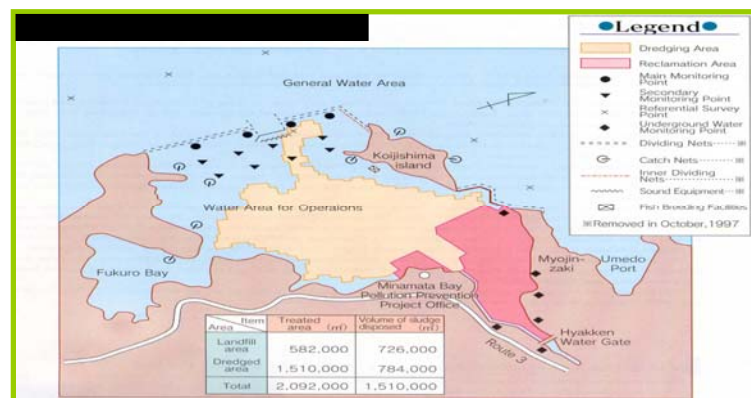 ●Legend●
Dredging Area
Reclamation Area
Main Monitoring
Point
Secondary
Monitoring Point
Referential Survey
Point
Underground Water
Monitoring Point
Dividing Nets
Catch Nets
Inner Dividing
Nets
Sound Equipment
Fish Breeding Facilities
※Removed in October,1997
General Water Area
Koijishima
island
Water Area for Operaions
Fukuro Bay
Myojin-
zaki
Umedo
Port
Minamata Bay
Pollution Prevention
Project Office
Hyakken
Water Gate
Route 3
Item Treated Volume of sludge
Area area (㎡) disposed (㎥)
Landfill
area 582,000 726,000
Dredged
area 1,510,000 784,000
Total 2,092,000 1,510,000